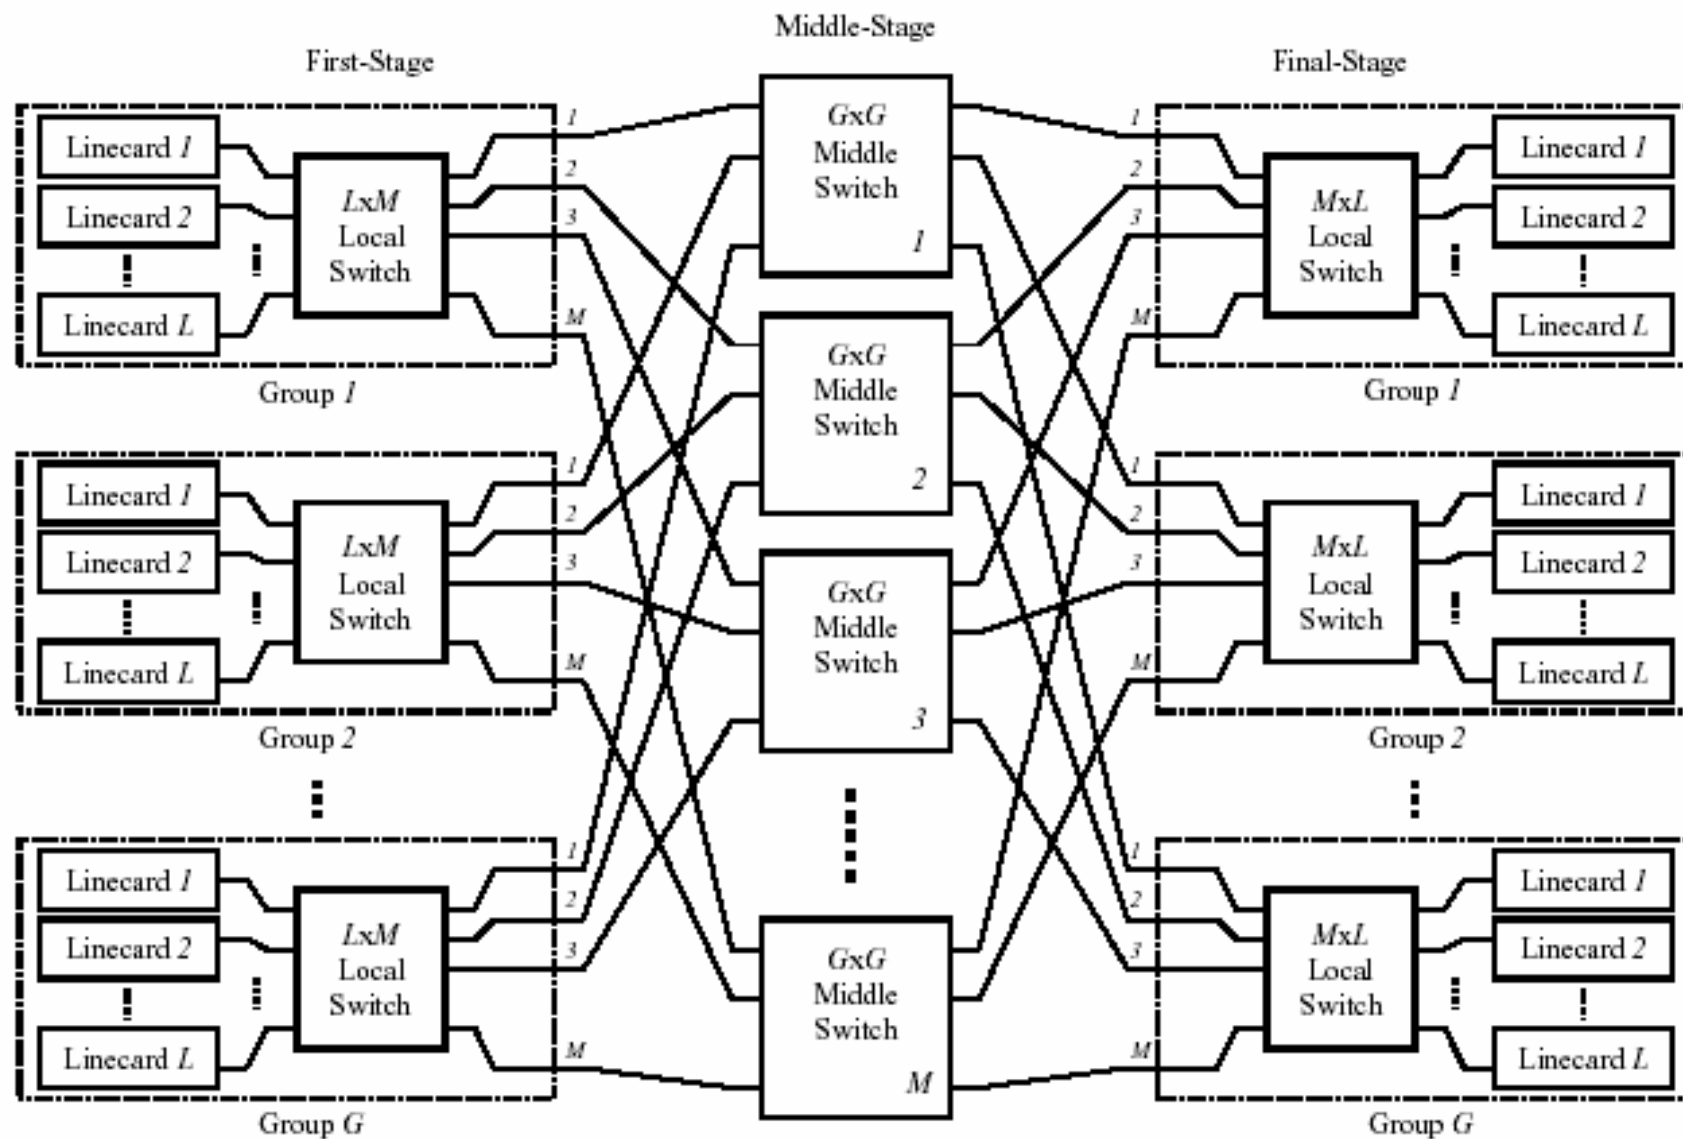 Middle-Stage
First-Stage
Final-Stage
Linecard 1
Linecard 2
Linecard L
LxM
Local
Switch
1
2
3
M
Group 1
Linecard 1
Linecard 2
Linecard L
LxM
Local
Switch
1
2
3
M
Group 2
Linecard 1
Linecard 2
Linecard L
LxM
Local
Switch
1
2
3
M
Group G
GxG
Middle
Switch
1
GxG
Middle
Switch
2
GxG
Middle
Switch
3
GxG
Middle
Switch
M
1
2
3
M
MxL
Local
Switch
Linecard 1
Linecard 2
Linecard L
Group 1
1
2
3
M
MxL
Local
Switch
Linecard 1
Linecard 2
Linecard L
Group 2
1
2
3
M
MxL
Local
Switch
Linecard 1
Linecard 2
Linecard L
Group G